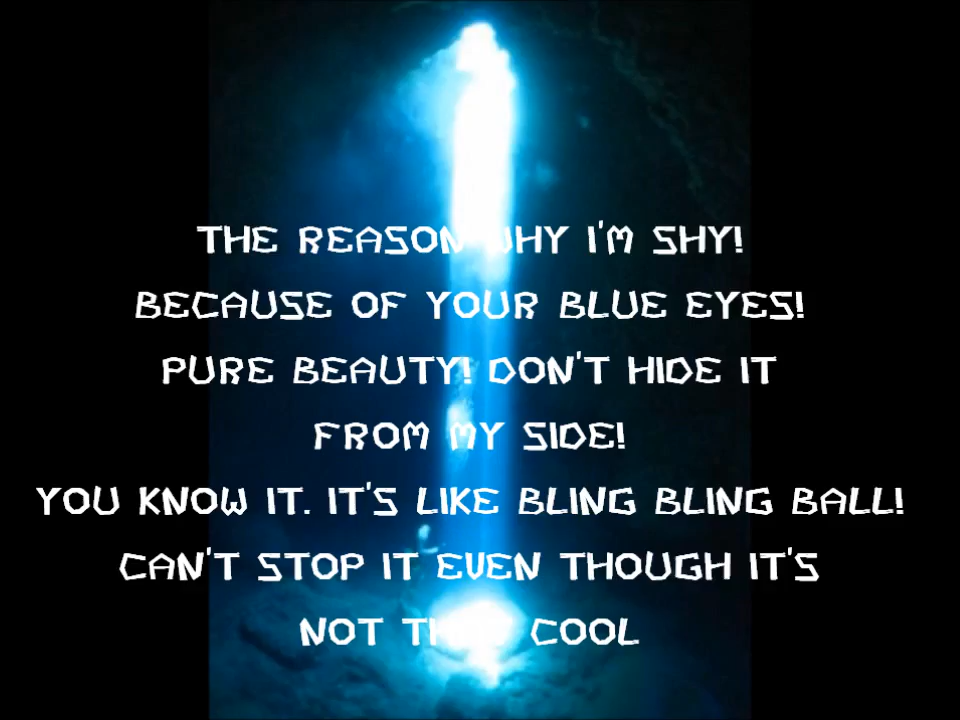 THE REASON WHY I'M SHY!
BECAUSE OF YOUR BLUE EYES!
PURE BEAUTY! DON'T HIDE IT
FROM MY SIDE!
YOU KNOW IT. IT'S LIKE BLING BLING BALL!
CAN'T STOP IT EVEN THOUGH IT'S
NOT THAT COOL